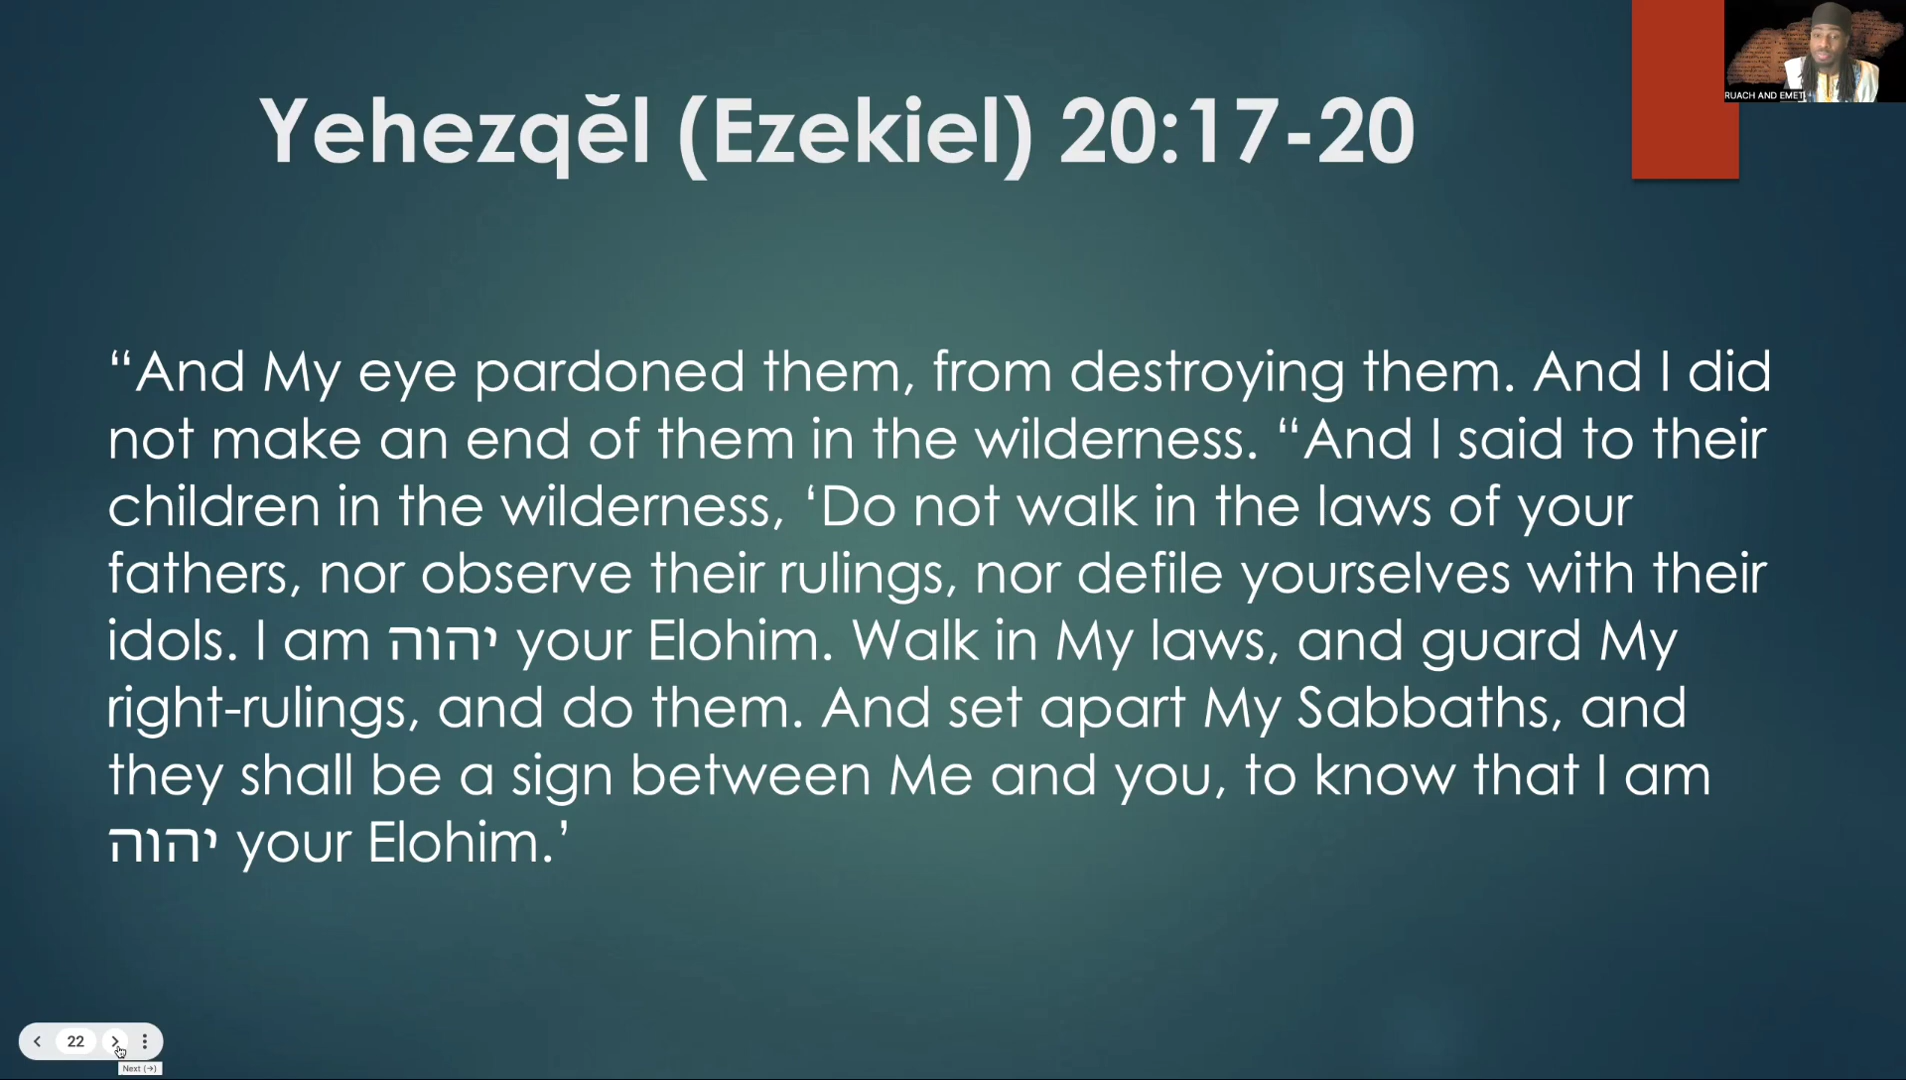 Yehezqĕl (Ezekiel) 20:17-20
RUACH AND EMET
“And My eye pardoned them, from destroying them. And I did
not make an end of them in the wilderness. “And I said to their
children in the wilderness, ‘Do not walk in the laws of your
fathers, nor observe their rulings, nor defile yourselves with their
idols. I am יהוה your Elohim. Walk in My laws, and guard My
right-rulings, and do them. And set apart My Sabbaths, and
they shall be a sign between Me and you, to know that I am
יהוה your Elohim.’
22
Next (→)